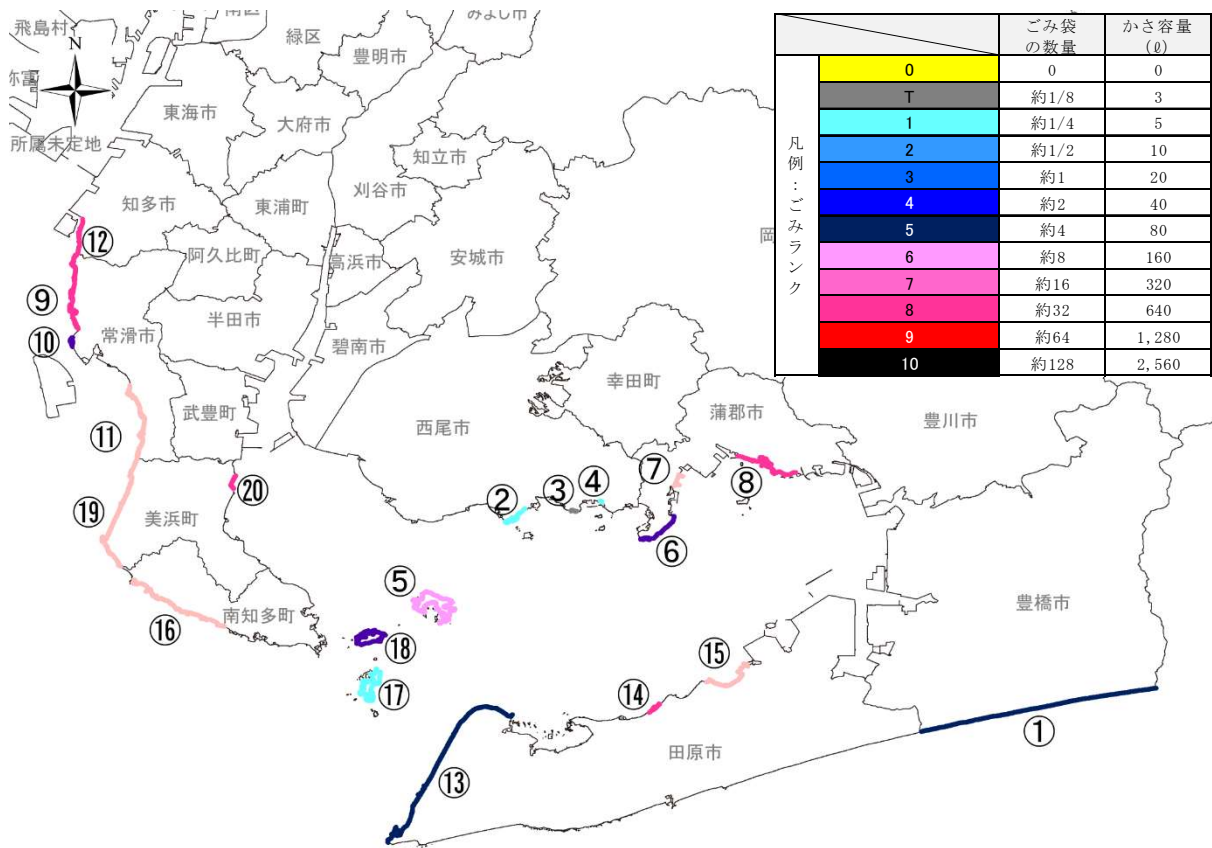 飛島村
南区
みよし市
緑区
豊明市
N
弥富
東海市
大府市
所属未定地
知立市
刈谷市
知多市
東浦町
⑫
阿久比町
高浜市
安城市
岡
⑨
半田市
⑩
常滑市
碧南市
幸田町
蒲郡市
武豊町
西尾市
豊川市
⑪
⑦
⑧
⑳
④
③
②
⑲
美浜町
⑥
⑤
豊橋市
南知多町
⑯
⑱
⑮
⑰
⑭
①
田原市
⑬
ごみ袋の数量
かさ容量(ℓ)
凡例:ごみランク
0 0 0
T 約1/8 3
1 約1/4 5
2 約1/2 10
3 約1 20
4 約2 40
5 約4 80
6 約8 160
7 約16 320
8 約32 640
9 約64 1,280
10 約128 2,560